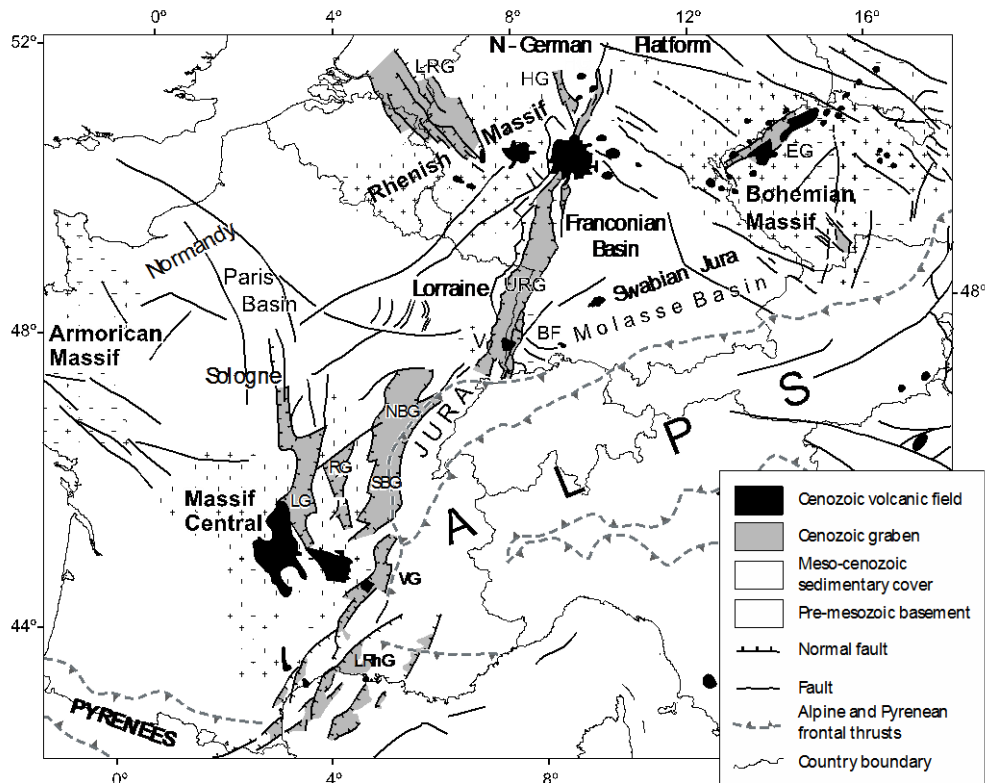 0° 4° 8° 12° 16°
52°
N - German Platform
LRG
HG
Rhenish Massif
EG
Bohemian
Massif
Franconian
Basin
Normandy
Paris
Basin
Lorraine
URG
Swabian Jura
Molasse Basin
48°
48°
Armorican
Massif
V
BF
Sologne
JURA
NBG
RG
SBG
LG
Massif
Central
ALPS
VG
44°
LRhG
PYRENEES
0° 4° 8°
Cenozoic volcanic field
Cenozoic graben
Meso-cenozoic
sedimentary cover
Pre-mesozoic basement
Normal fault
Fault
Alpine and Pyrenean
frontal thrusts
Country boundary